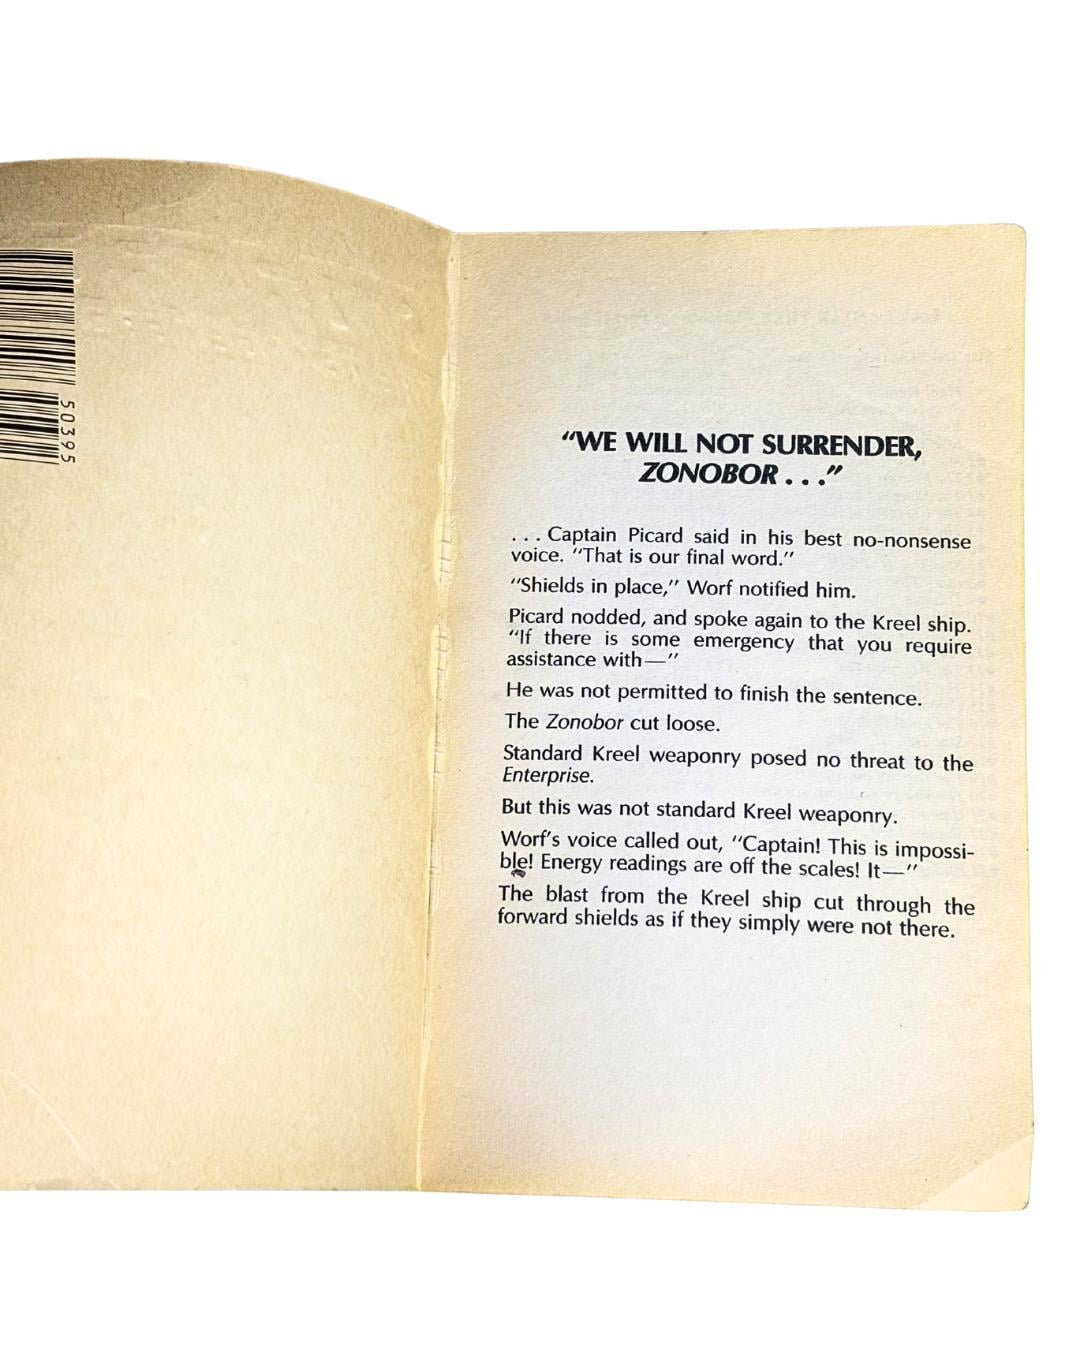 50395
“WE WILL NOT SURRENDER,
ZONOBOR . . .”
. . . Captain Picard said in his best no-nonsense
voice. “That is our final word.”
“Shields in place,” Worf notified him.
Picard nodded, and spoke again to the Kreel ship.
“If there is some emergency that you require
assistance with—”
He was not permitted to finish the sentence.
The Zonobor cut loose.
Standard Kreel weaponry posed no threat to the
Enterprise.
But this was not standard Kreel weaponry.
Worf’s voice called out, “Captain! This is impossi-
ble! Energy readings are off the scales! It—”
The blast from the Kreel ship cut through the
forward shields as if they simply were not there.